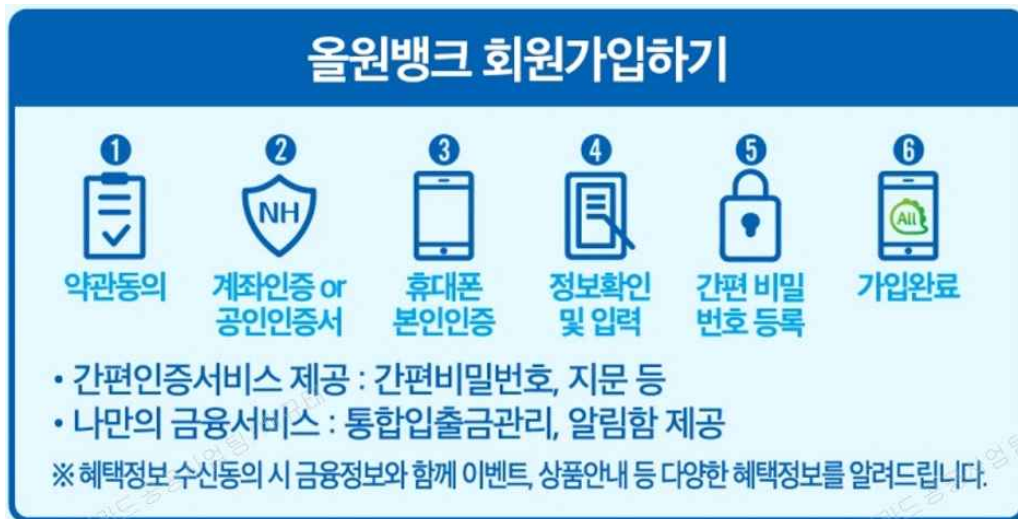 올원뱅크 회원가입하기
1 2 3 4 5 6
NH
All
약관동의 계좌인증 or 휴대폰 정보확인 간편 비밀 가입완료
공인인증서 본인인증 및 입력 번호 등록
• 간편인증서비스 제공 : 간편비밀번호, 지문 등
• 나만의 금융서비스 : 통합입출금관리, 알림함 제공
※ 혜택정보 수신동의 시 금융정보와 함께 이벤트, 상품안내 등 다양한 혜택정보를 알려드립니다.